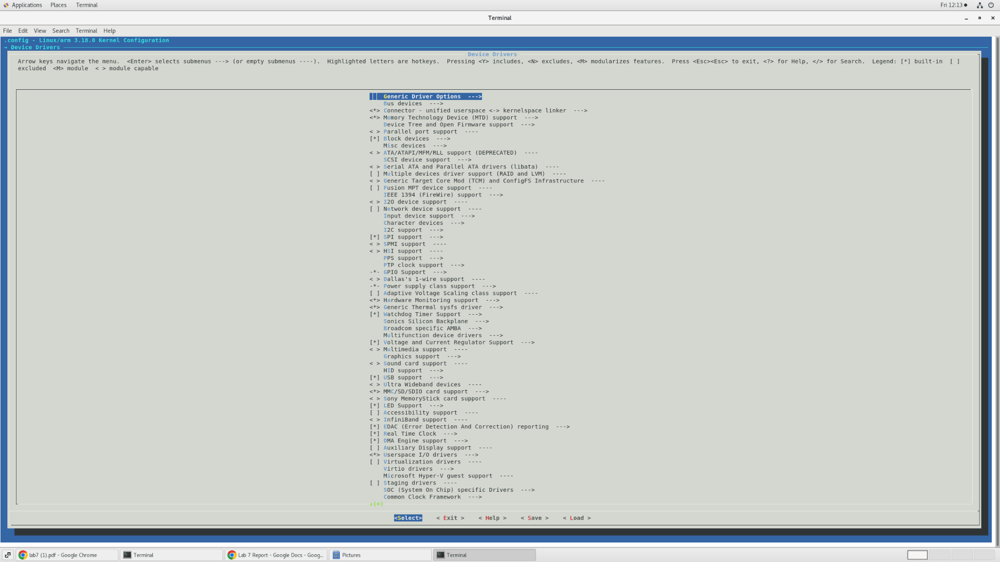 Applications Places Terminal Fri 12:13
Terminal
File Edit View Search Terminal Help
.config - Linux/arm 3.18.0 Kernel Configuration
→ Device Drivers
Device Drivers
Arrow keys navigate the menu. <Enter> selects submenus ---> (or empty submenus ----). Highlighted letters are hotkeys. Pressing <Y> includes, <N> excludes, <M> modularizes features. Press <Esc><Esc> to exit, <?> for Help, </> for Search. Legend: [*] built-in [ ]
excluded <M> module < > module capable
Generic Driver Options --->
Bus devices --->
<*> Connector - unified userspace <-> kernelspace linker --->
<*> Memory Technology Device (MTD) support --->
Device Tree and Open Firmware support --->
< > Parallel port support ----
[*] Block devices --->
Misc devices --->
< > ATA/ATAPI/MFM/RLL support (DEPRECATED) ----
SCSI device support --->
< > Serial ATA and Parallel ATA drivers (libata) ----
[ ] Multiple devices driver support (RAID and LVM) ----
< > Generic Target Core Mod (TCM) and ConfigFS Infrastructure ----
[ ] Fusion MPT device support ----
IEEE 1394 (FireWire) support --->
< > I2O device support ----
[ ] Network device support ----
Input device support --->
Character devices --->
I2C support --->
[*] SPI support --->
< > SPMI support ----
< > HSI support ----
PPS support --->
PTP clock support --->
-*- GPIO Support --->
< > Dallas's 1-wire support ----
-*- Power supply class support --->
[ ] Adaptive Voltage Scaling class support ----
<*> Hardware Monitoring support --->
<*> Generic Thermal sysfs driver --->
[*] Watchdog Timer Support --->
Sonics Silicon Backplane --->
Broadcom specific AMBA --->
Multifunction device drivers --->
[*] Voltage and Current Regulator Support --->
< > Multimedia support ----
Graphics support --->
< > Sound card support ----
HID support --->
[*] USB support --->
< > Ultra Wideband devices ----
<*> MMC/SD/SDIO card support --->
< > Sony MemoryStick card support ----
[*] LED Support --->
[ ] Accessibility support ----
< > InfiniBand support ----
[*] EDAC (Error Detection And Correction) reporting --->
[*] Real Time Clock --->
[*] DMA Engine support --->
[ ] Auxiliary Display support ----
<*> Userspace I/O drivers --->
[ ] Virtualization drivers ----
Virtio drivers --->
Microsoft Hyper-V guest support ----
[ ] Staging drivers ----
SOC (System On Chip) specific Drivers --->
Common Clock Framework --->
↓(+)
<Select> < Exit > < Help > < Save > < Load >
lab7 (1).pdf - Google Chrome Terminal Lab 7 Report - Google Docs - Goog... Pictures Terminal